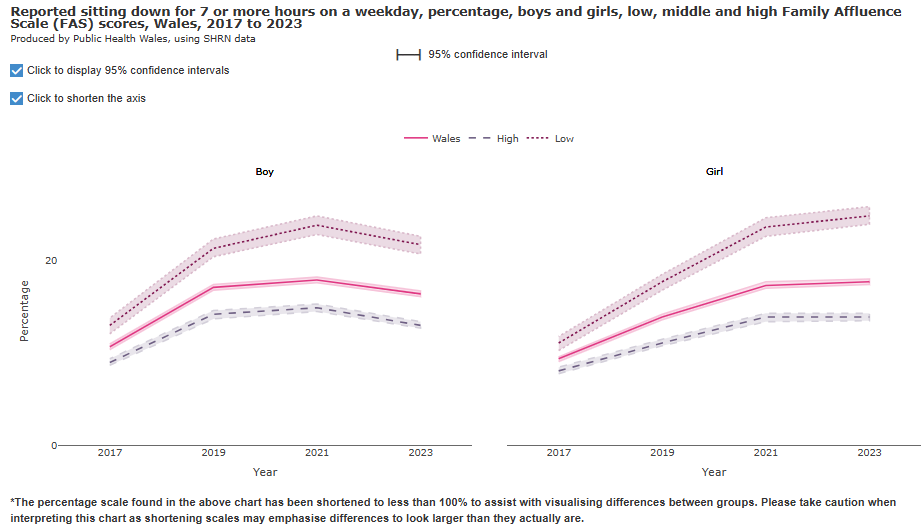 Reported sitting down for 7 or more hours on a weekday, percentage, boys and girls, low, middle and high Family Affluence
Scale (FAS) scores, Wales, 2017 to 2023
Produced by Public Health Wales, using SHRN data
95% confidence interval
Click to display 95% confidence intervals
Click to shorten the axis
Wales High Low
Boy Girl
20
Percentage
0
2017 2019 2021 2023 2017 2019 2021 2023
Year Year
*The percentage scale found in the above chart has been shortened to less than 100% to assist with visualising differences between groups. Please take caution when
interpreting this chart as shortening scales may emphasise differences to look larger than they actually are.